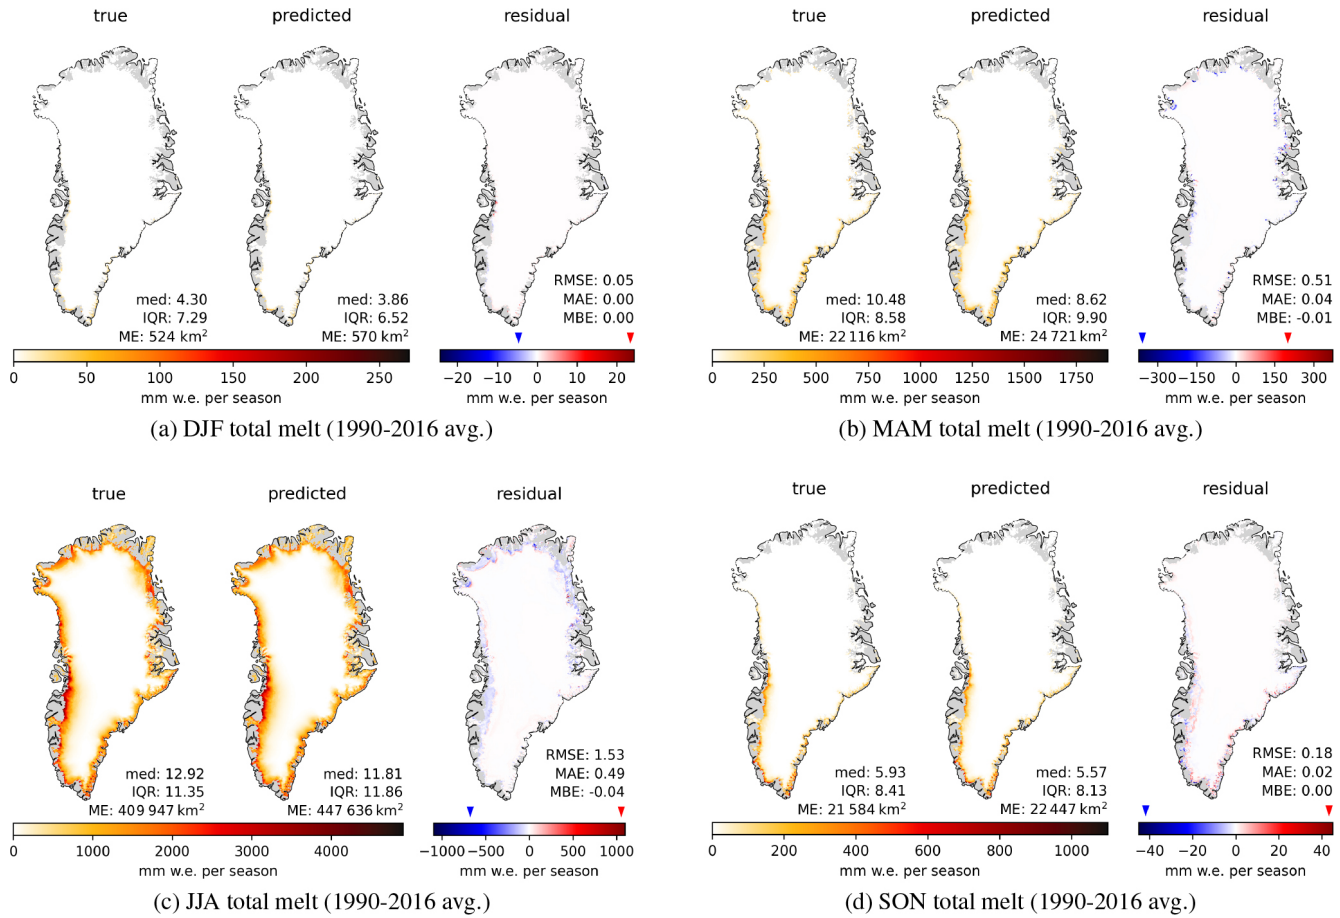 true predicted residual
med: 4.30
IQR: 7.29
ME: 524 km²
med: 3.86
IQR: 6.52
ME: 570 km²
RMSE: 0.05
MAE: 0.00
MBE: 0.00
0 50 100 150 200 250
mm w.e. per season
−20 −10 0 10 20
mm w.e. per season
(a) DJF total melt (1990-2016 avg.)
true predicted residual
med: 10.48
IQR: 8.58
ME: 22 116 km²
med: 8.62
IQR: 9.90
ME: 24 721 km²
RMSE: 0.51
MAE: 0.04
MBE: -0.01
0 250 500 750 1000 1250 1500 1750
mm w.e. per season
−300 −150 0 150 300
mm w.e. per season
(b) MAM total melt (1990-2016 avg.)
true predicted residual
med: 12.92
IQR: 11.35
ME: 409 947 km²
med: 11.81
IQR: 11.86
ME: 447 636 km²
RMSE: 1.53
MAE: 0.49
MBE: -0.04
0 1000 2000 3000 4000
mm w.e. per season
−1000 −500 0 500 1000
mm w.e. per season
(c) JJA total melt (1990-2016 avg.)
true predicted residual
med: 5.93
IQR: 8.41
ME: 21 584 km²
med: 5.57
IQR: 8.13
ME: 22 447 km²
RMSE: 0.18
MAE: 0.02
MBE: 0.00
0 200 400 600 800 1000
mm w.e. per season
−40 −20 0 20 40
mm w.e. per season
(d) SON total melt (1990-2016 avg.)